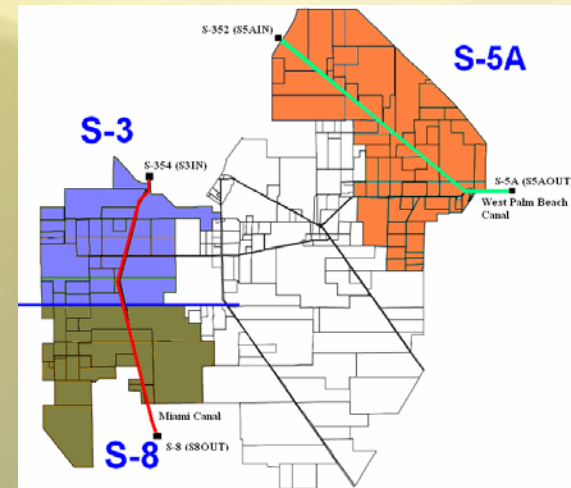 S-352 (S5AIN)
S-5A
S-3
S-354 (S3IN)
S-5A (S5AOUT)
West Palm Beach
Canal
Miami Canal
S-8 (S8OUT)
S-8